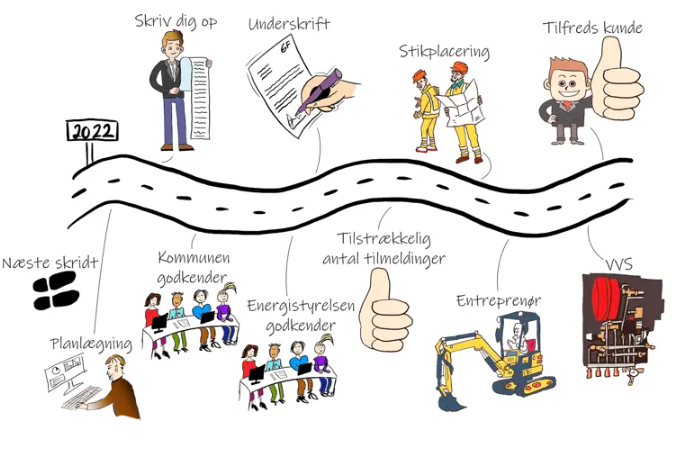 Skriv dig op
Underskrift
6F
Stikplacering
Tilfreds kunde
2022
Næste skridt
Kommunen
godkender
Tilstrækkelig
antal tilmeldinger
VVS
Energistyrelsen
godkender
Entreprenør
Planlægning